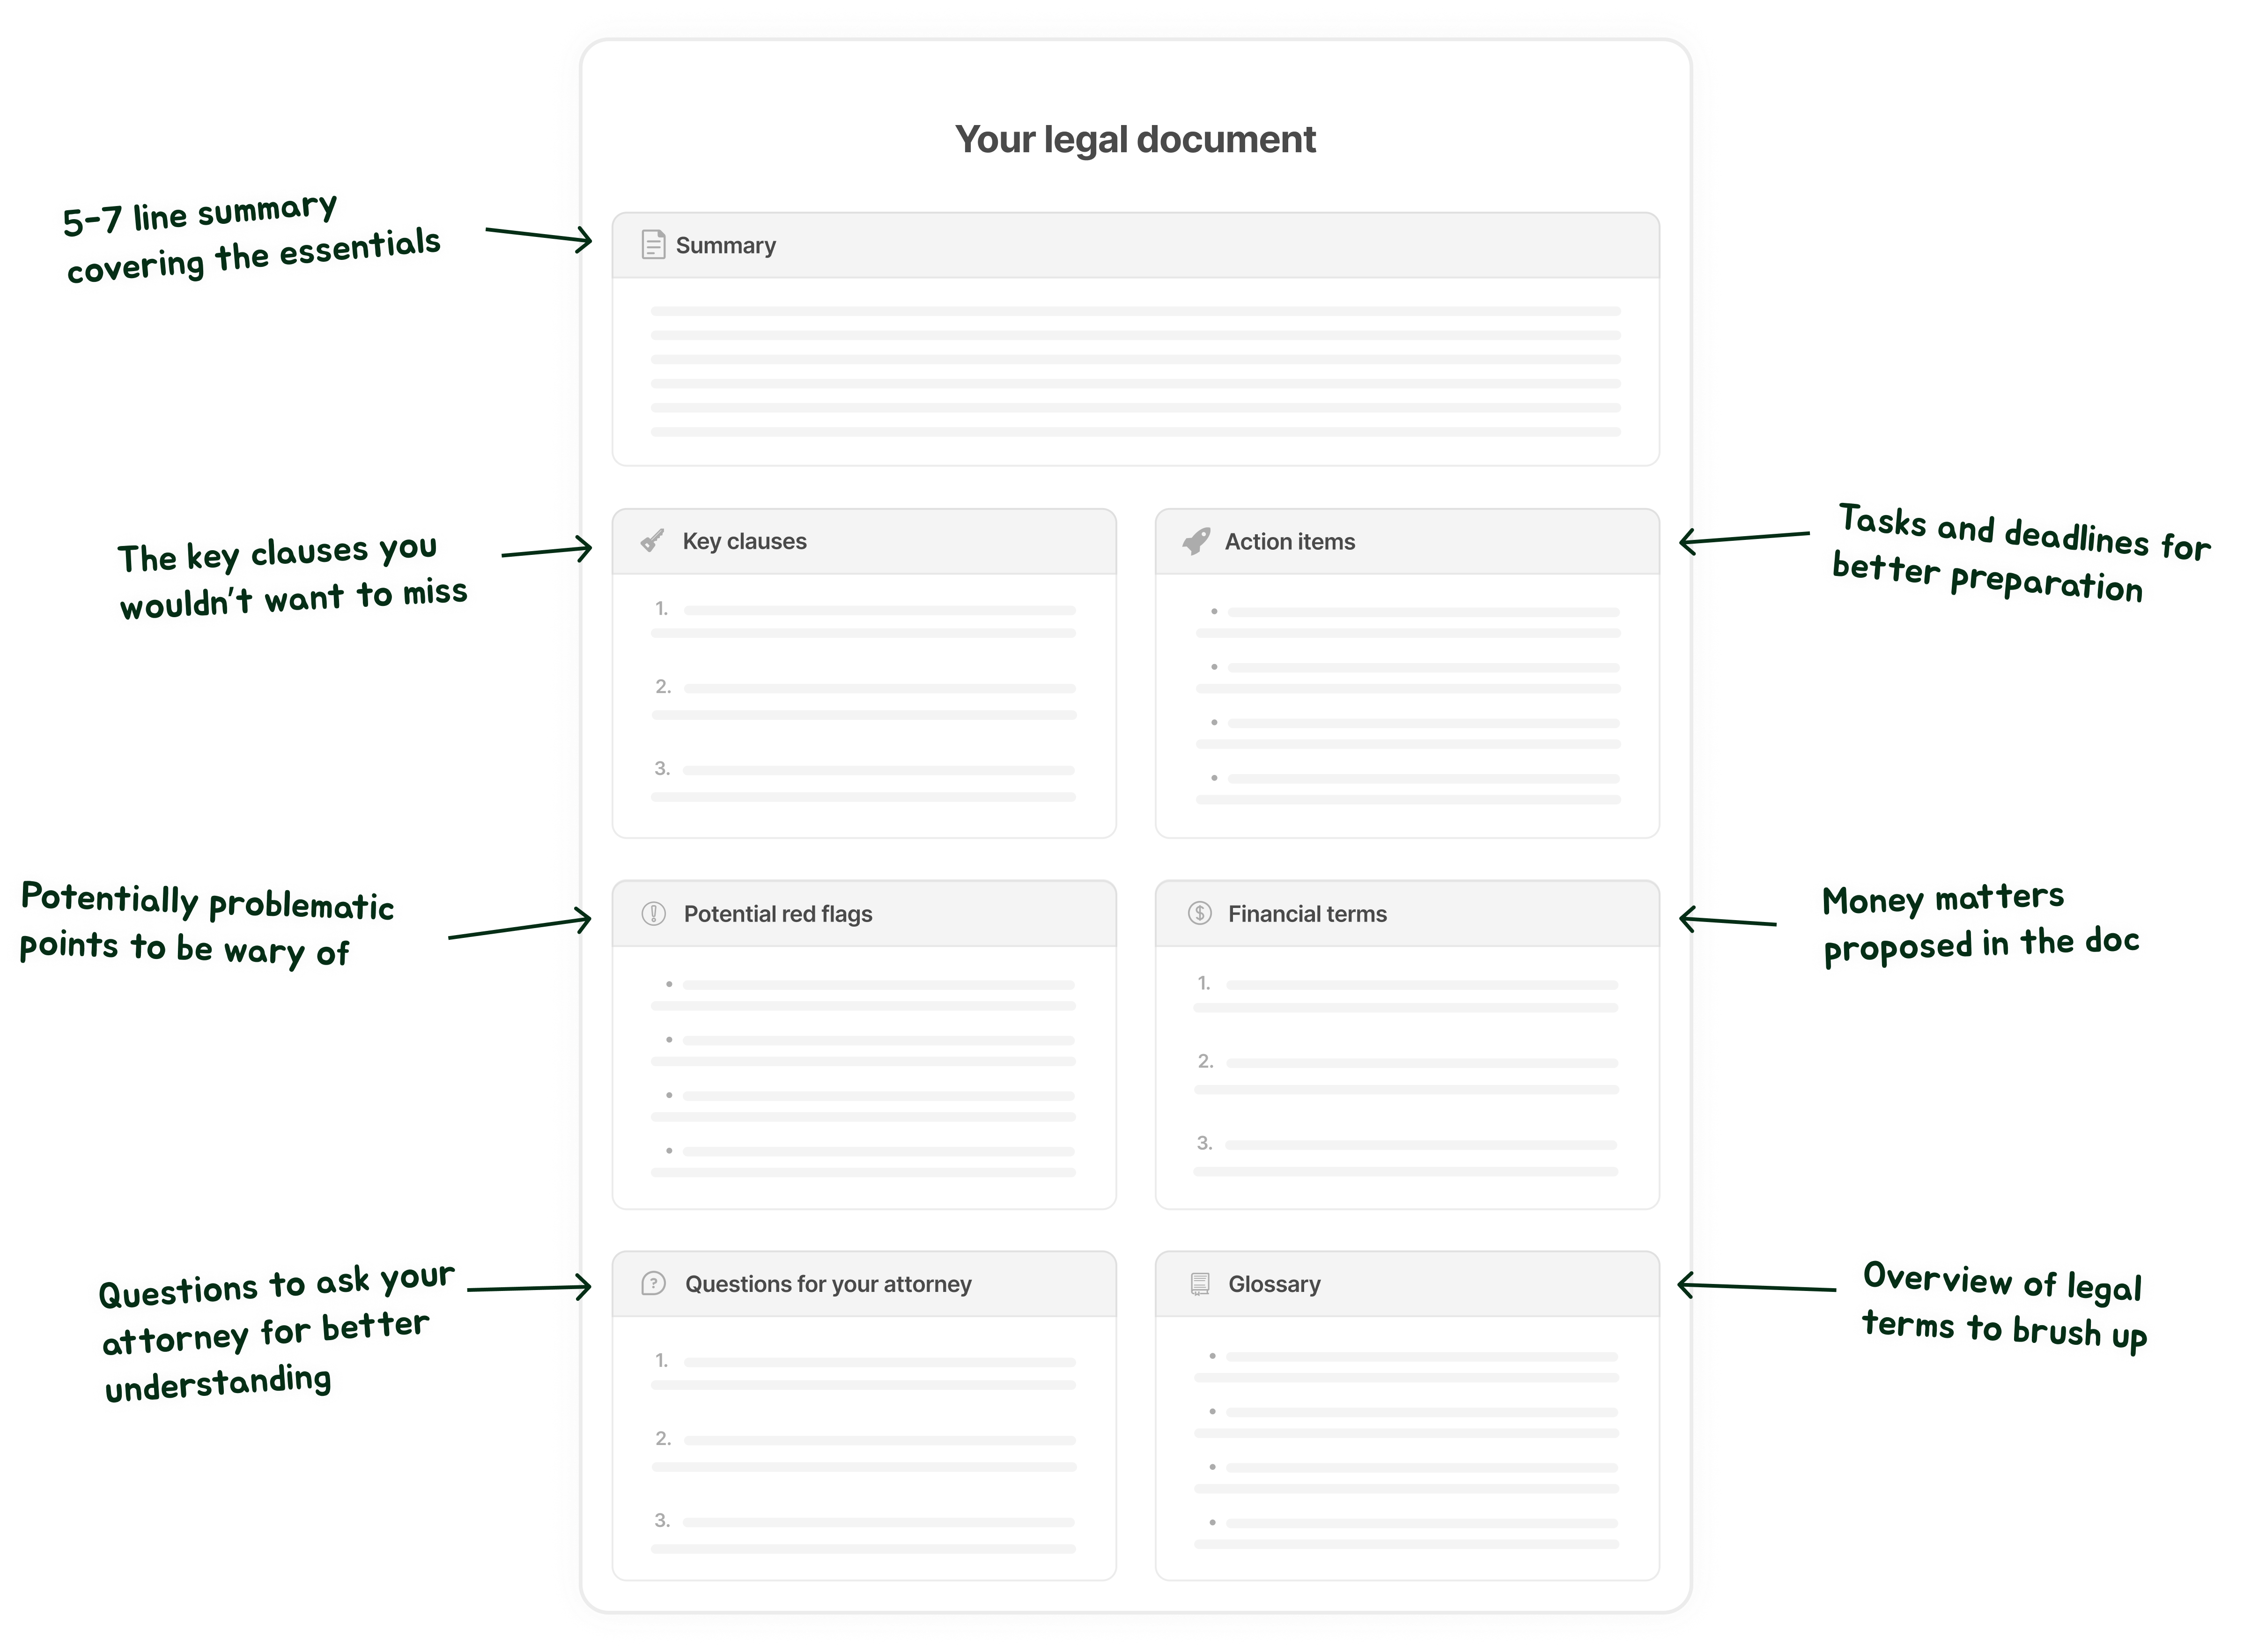 Your legal document
5-7 line summary
covering the essentials
Summary
The key clauses you
wouldn't want to miss
Key clauses
1.
2.
3.
Action items
•
•
•
•
Tasks and deadlines for
better preparation
Potentially problematic
points to be wary of
Potential red flags
•
•
•
•
Financial terms
1.
2.
3.
Money matters
proposed in the doc
Questions to ask your
attorney for better
understanding
Questions for your attorney
1.
2.
3.
Glossary
•
•
•
•
Overview of legal
terms to brush up